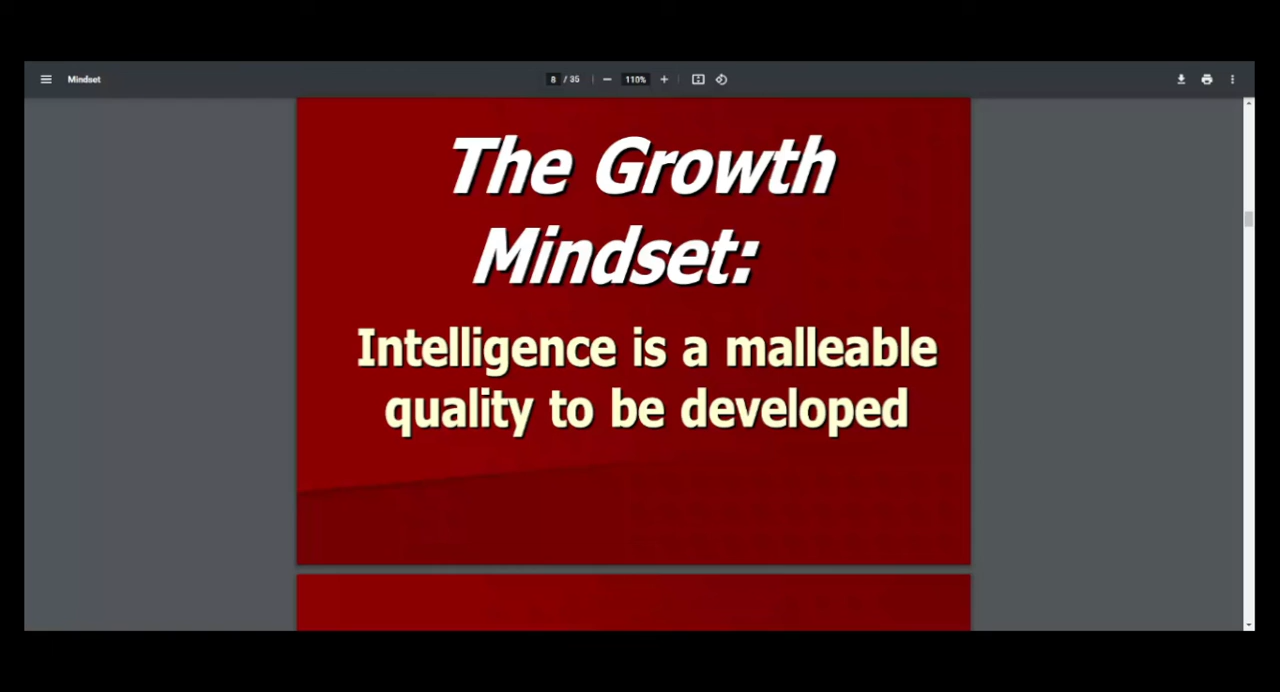 Mindset
8 / 35
110%
The Growth
Mindset:
Intelligence is a malleable
quality to be developed